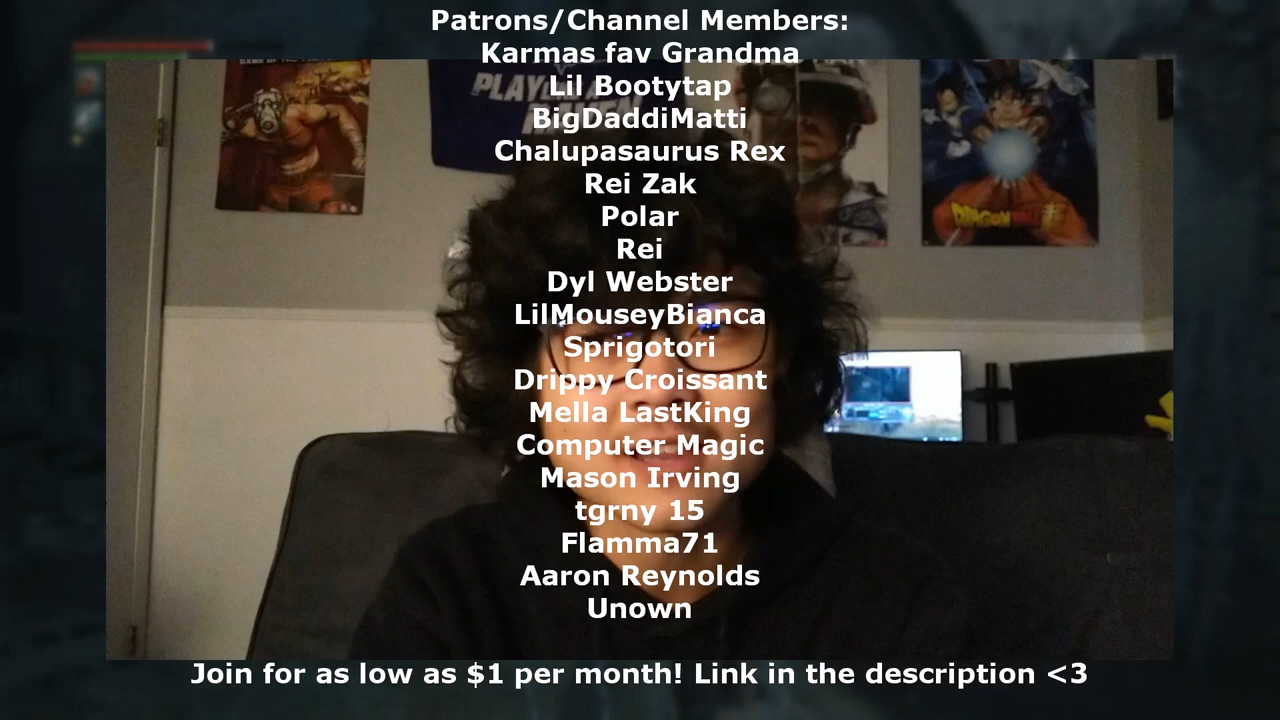 Patrons/Channel Members:
Karmas fav Grandma
Lil Bootytap
BigDaddiMatti
Chalupasaurus Rex
Rei Zak
Polar
Rei
Dyl Webster
LilMouseyBianca
Sprigotori
Drippy Croissant
Mella LastKing
Computer Magic
Mason Irving
tgrny 15
Flamma71
Aaron Reynolds
Unown
Join for as low as $1 per month! Link in the description <3
DRAGONBALL